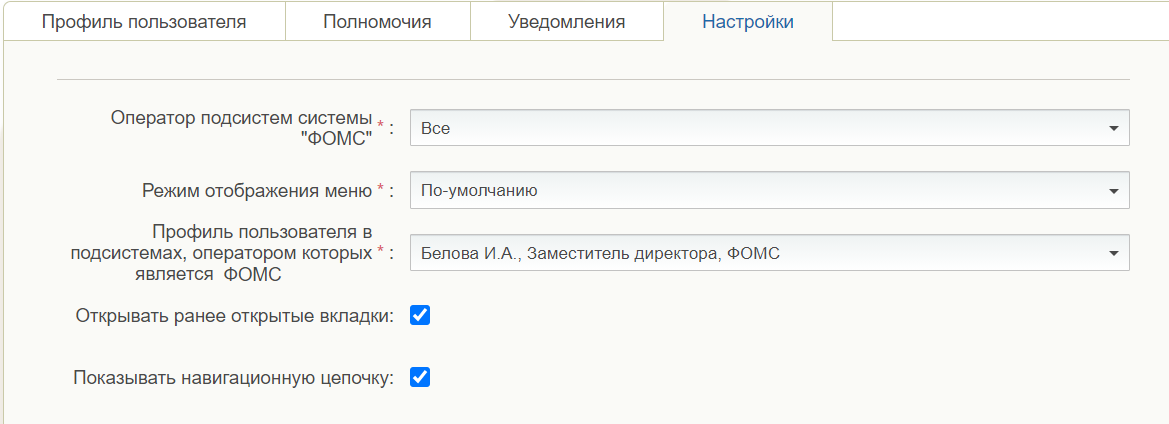 Профиль пользователя Полномочия Уведомления Настройки
Оператор подсистем системы
"ФОМС" * : Все
Режим отображения меню * : По-умолчанию
Профиль пользователя в
подсистемах, оператором которых * :
является ФОМС
Белова И.А., Заместитель директора, ФОМС
Открывать ранее открытые вкладки:
Показывать навигационную цепочку: